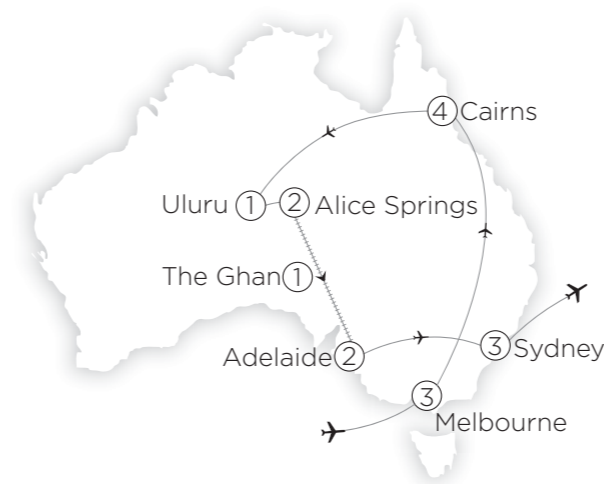 4 Cairns
Uluru 1 2 Alice Springs
The Ghan 1
Adelaide 2 3 Sydney
3
Melbourne